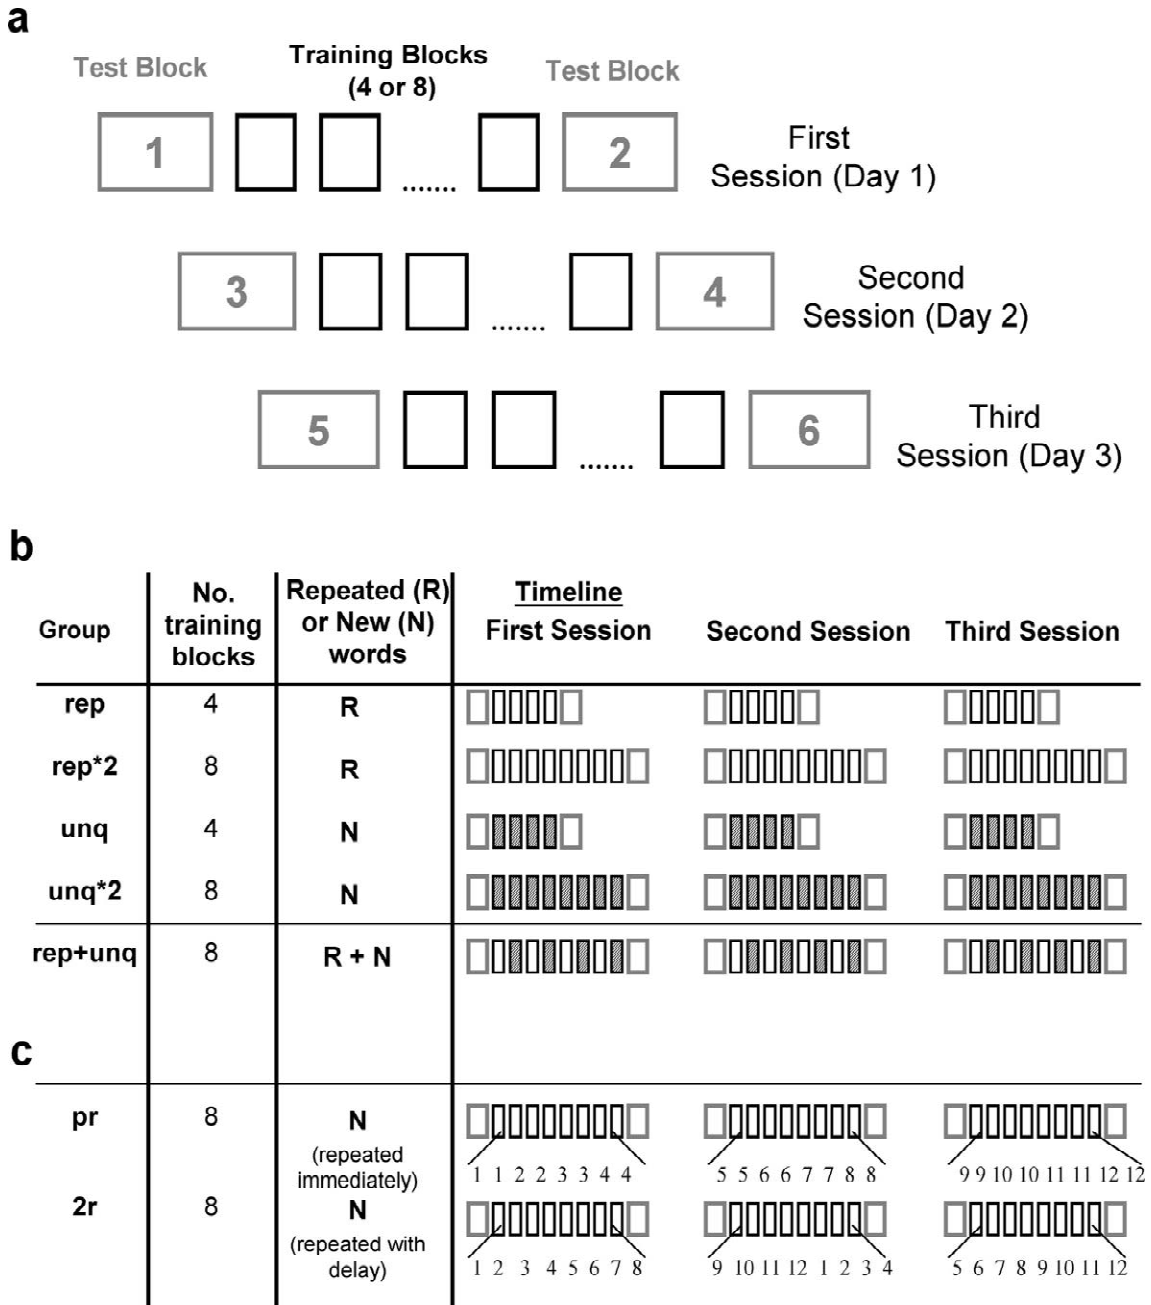 a
Test Block
Training Blocks
(4 or 8)
Test Block
1
.......
2
First
Session (Day 1)
3
.......
4
Second
Session (Day 2)
5
.......
6
Third
Session (Day 3)
b
Group
No.
training
blocks
Repeated (R)
or New (N)
words
Timeline
First Session
Second Session
Third Session
rep 4 R
rep*2 8 R
unq 4 N
unq*2 8 N
rep+unq 8 R + N
c
pr 8 N
(repeated
immediately)
1 1 2 2 3 3 4 4
5 5 6 6 7 7 8 8
9 9 10 10 11 11 12 12
2r 8 N
(repeated with
delay)
1 2 3 4 5 6 7 8
9 10 11 12 1 2 3 4
5 6 7 8 9 10 11 12